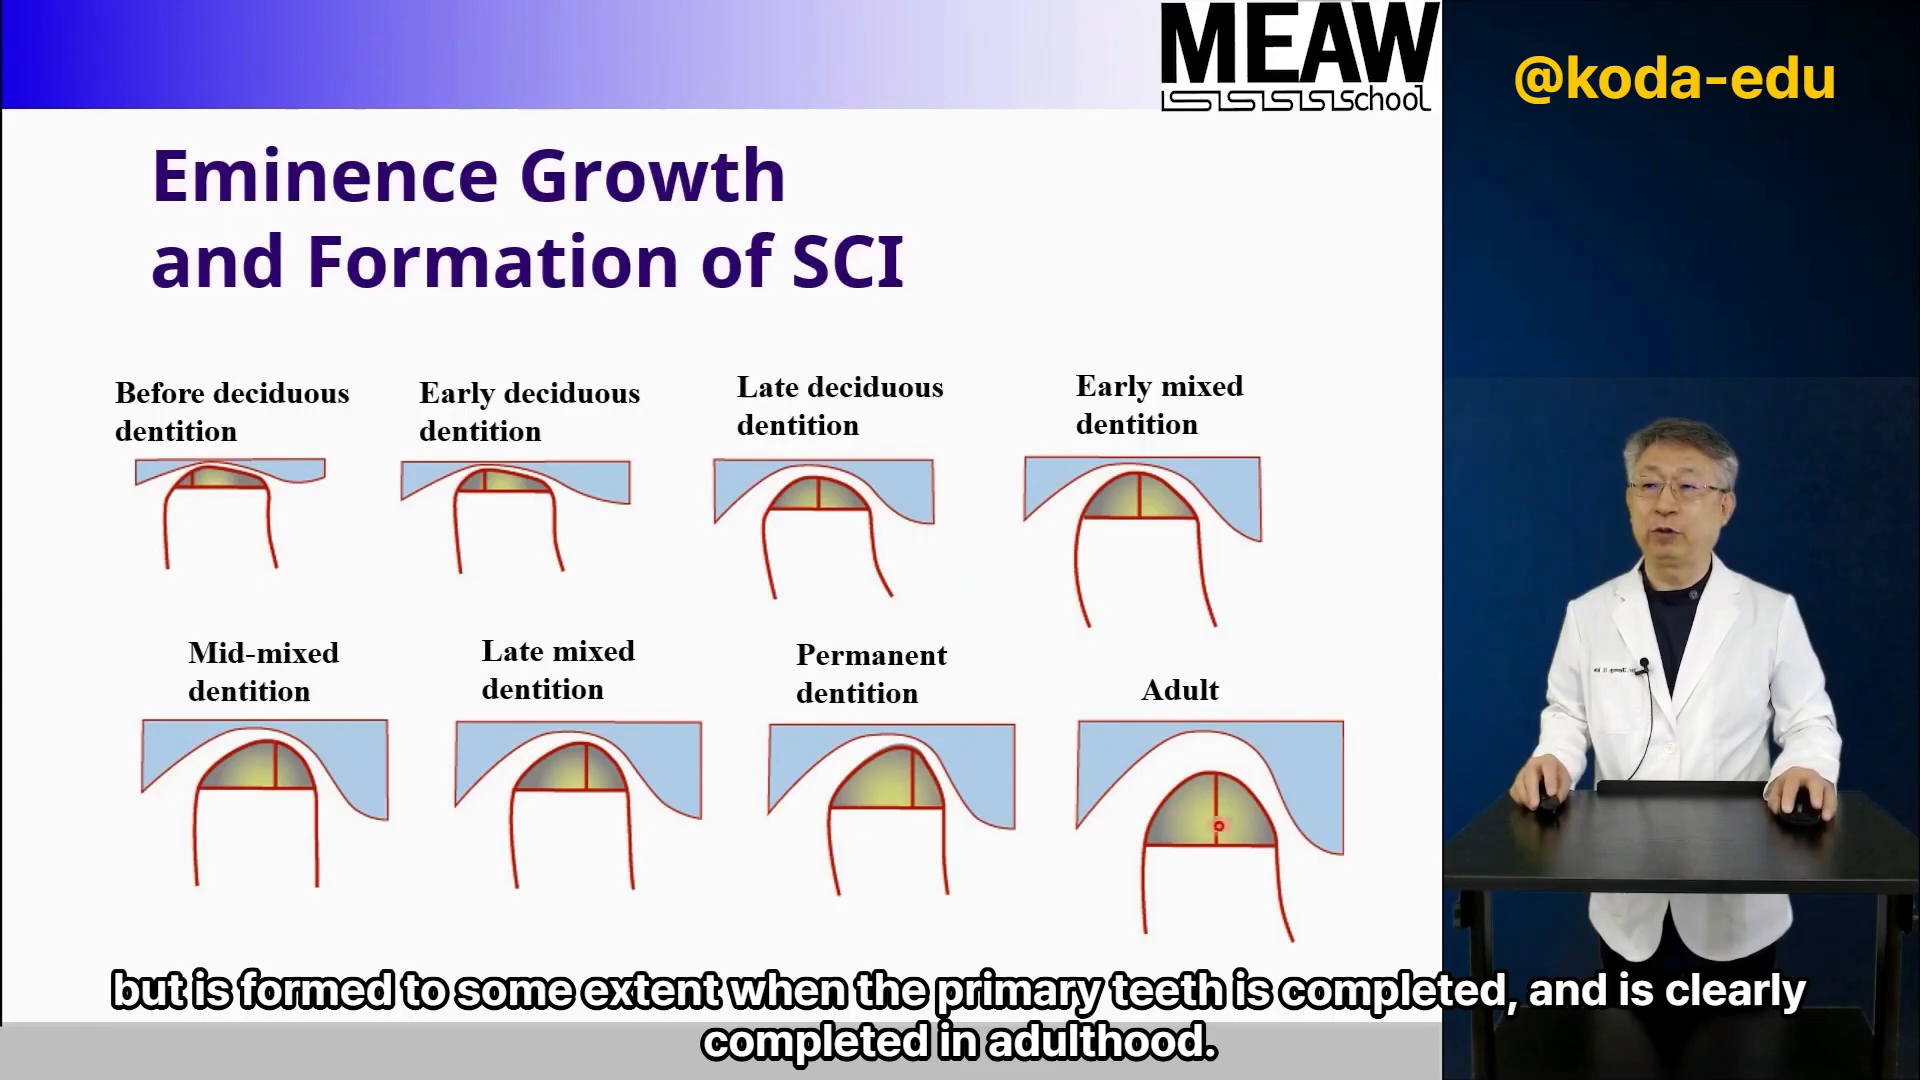 MEAW
school
@koda-edu
Eminence Growth
and Formation of SCI
Before deciduous
dentition
Early deciduous
dentition
Late deciduous
dentition
Early mixed
dentition
Mid-mixed
dentition
Late mixed
dentition
Permanent
dentition
Adult
but is formed to some extent when the primary teeth is completed, and is clearly
completed in adulthood.